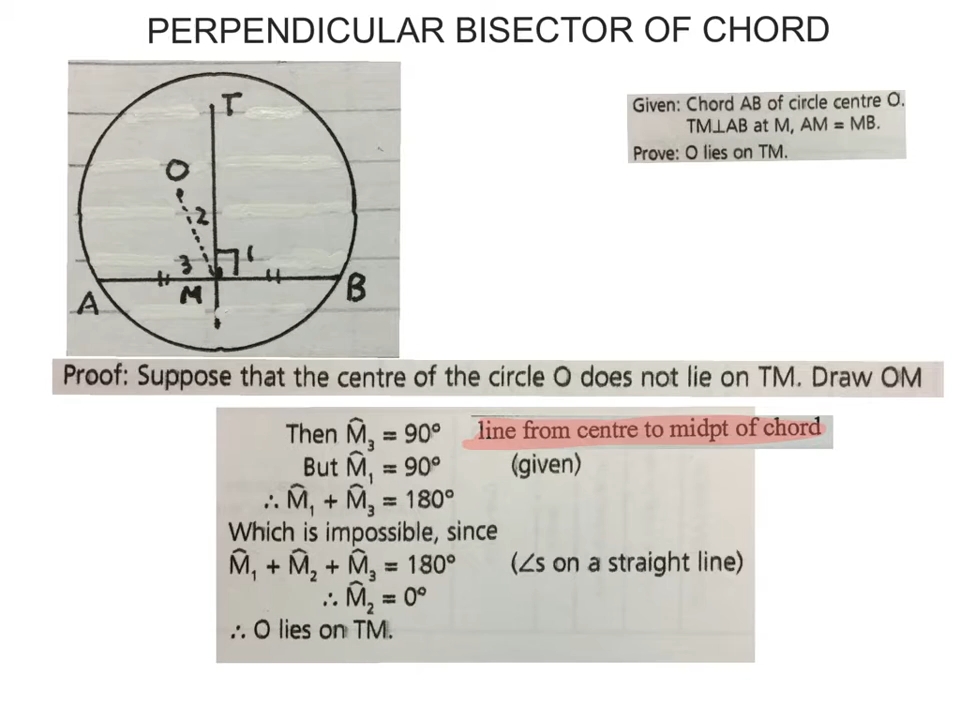 PERPENDICULAR BISECTOR OF CHORD
T
O
2
3
1
A
M
B
Given: Chord AB of circle centre O.
TM⊥AB at M, AM = MB.
Prove: O lies on TM.
Proof: Suppose that the centre of the circle O does not lie on TM. Draw OM
Then M̂₃ = 90° line from centre to midpt of chord
But M̂₁ = 90° (given)
∴ M̂₁ + M̂₃ = 180°
Which is impossible, since
M̂₁ + M̂₂ + M̂₃ = 180° (∠s on a straight line)
∴ M̂₂ = 0°
∴ O lies on TM.